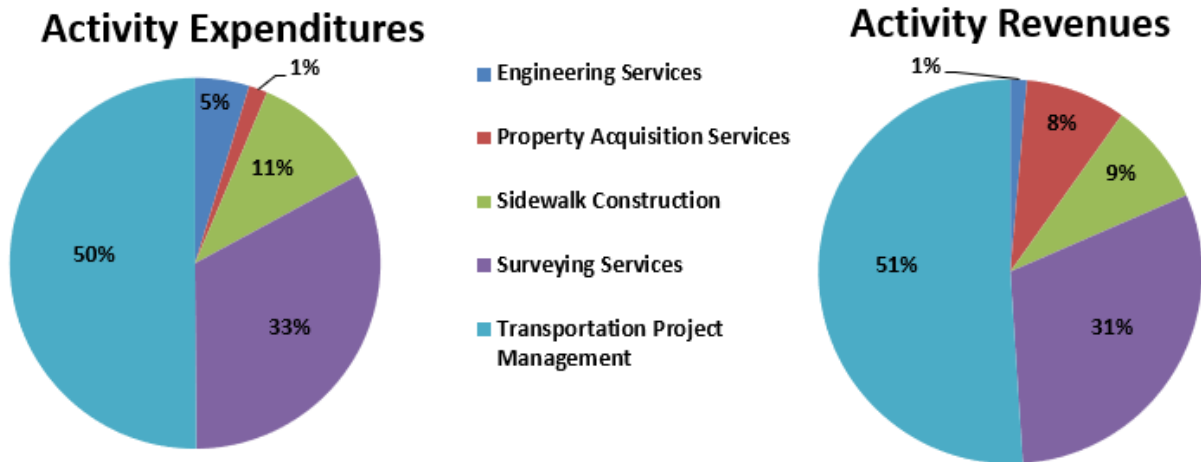 Activity Expenditures
1%
5%
11%
33%
50%
Engineering Services
Property Acquisition Services
Sidewalk Construction
Surveying Services
Transportation Project
Management
Activity Revenues
1%
8%
9%
31%
51%